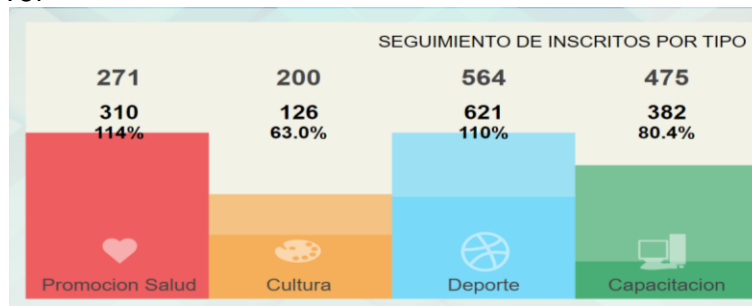 SEGUIMIENTO DE INSCRITOS POR TIPO
271 200 564 475
310 126 621 382
114% 63.0% 110% 80.4%
Promocion Salud Cultura Deporte Capacitacion